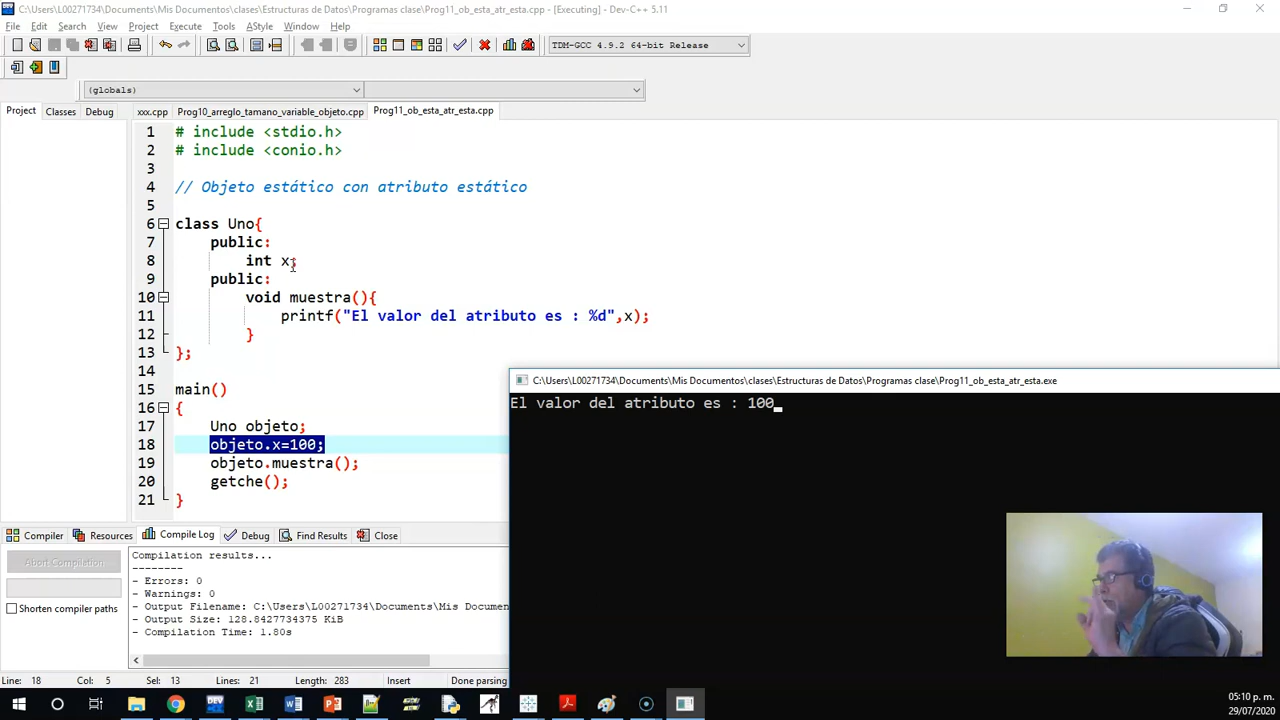 C:\Users\L00271734\Documents\Mis Documentos\clases\Estructuras de Datos\Programas clase\Prog11_ob_esta_atr_esta.cpp - [Executing] - Dev-C++ 5.11
File Edit Search View Project Execute Tools AStyle Window Help
TDM-GCC 4.9.2 64-bit Release
(globals)
Project Classes Debug xxx.cpp Prog10_arreglo_tamano_variable_objeto.cpp Prog11_ob_esta_atr_esta.cpp
1 # include <stdio.h>
2 # include <conio.h>
3
4 // Objeto estático con atributo estático
5
6 class Uno{
7 public:
8 int x;
9 public:
10 void muestra(){
11 printf("El valor del atributo es : %d",x);
12 }
13 };
14
15 main()
16 {
17 Uno objeto;
18 objeto.x=100;
19 objeto.muestra();
20 getche();
21 }
C:\Users\L00271734\Documents\Mis Documentos\clases\Estructuras de Datos\Programas clase\Prog11_ob_esta_atr_esta.exe
El valor del atributo es : 100
Compiler Resources Compile Log Debug Find Results Close
Abort Compilation
Shorten compiler paths
Compilation results...
--------
- Errors: 0
- Warnings: 0
- Output Filename: C:\Users\L00271734\Documents\Mis Documen
- Output Size: 128.8427734375 KiB
- Compilation Time: 1.80s
Line: 18 Col: 5 Sel: 13 Lines: 21 Length: 283 Insert Done parsing
05:10 p. m.
29/07/2020